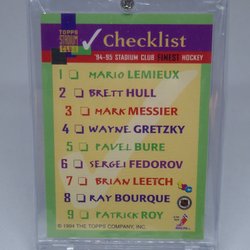 TOPPS
STADIUM
CLUB
Checklist
'94-95 STADIUM CLUB FINEST HOCKEY
1 MARIO LEMIEUX
2 BRETT HULL
3 MARK MESSIER
4 WAYNE GRETZKY
5 PAVEL BURE
6 SERGEI FEDOROV
7 BRIAN LEETCH
8 RAY BOURQUE
9 PATRICK ROY
© 1994 THE TOPPS COMPANY, INC.